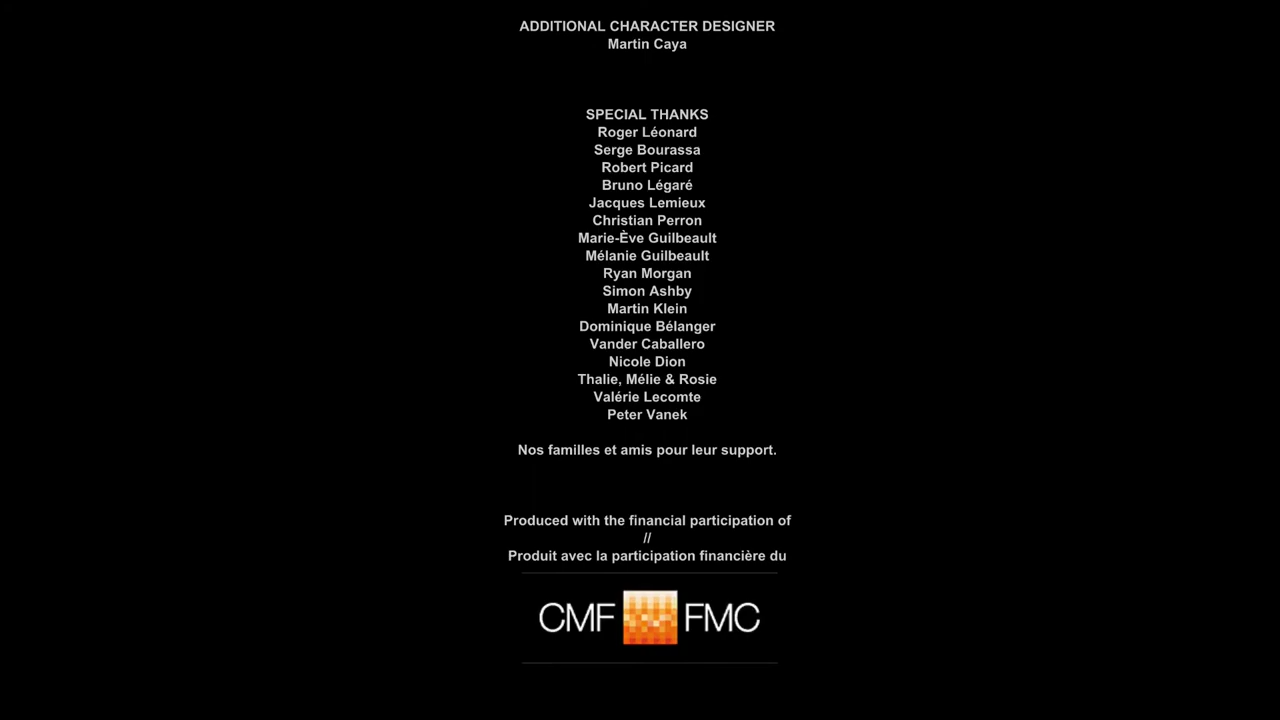 ADDITIONAL CHARACTER DESIGNER
Martin Caya
SPECIAL THANKS
Roger Léonard
Serge Bourassa
Robert Picard
Bruno Légaré
Jacques Lemieux
Christian Perron
Marie-Ève Guilbeault
Mélanie Guilbeault
Ryan Morgan
Simon Ashby
Martin Klein
Dominique Bélanger
Vander Caballero
Nicole Dion
Thalie, Mélie & Rosie
Valérie Lecomte
Peter Vanek
Nos familles et amis pour leur support.
Produced with the financial participation of
//
Produit avec la participation financière du
CMF FMC